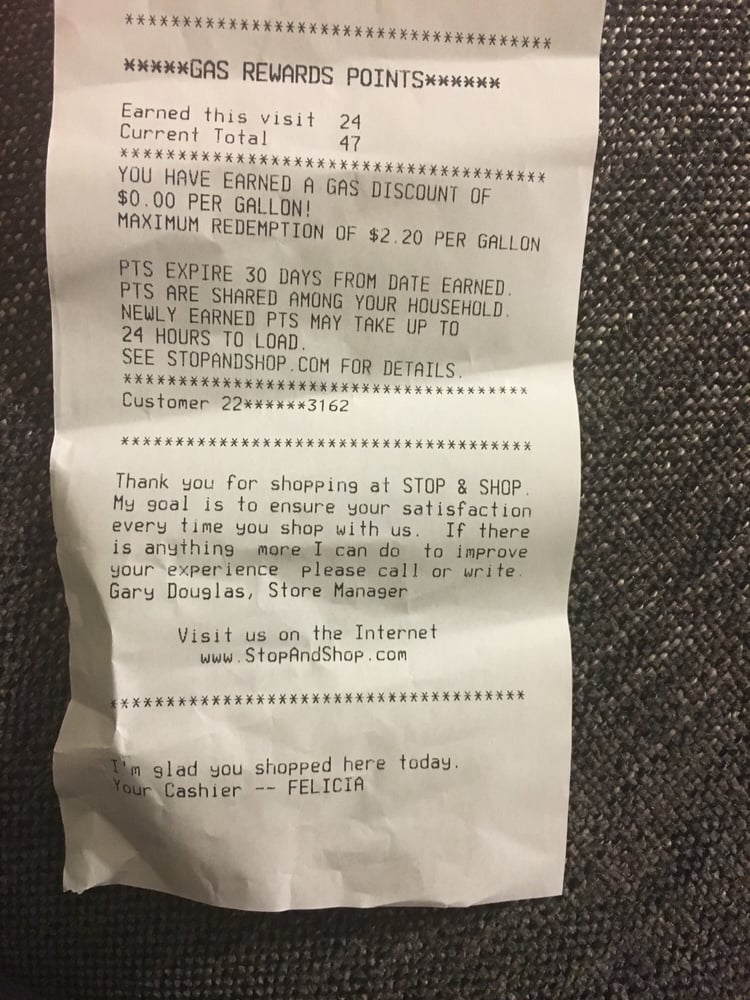 *************************************
*****GAS REWARDS POINTS******
Earned this visit 24
Current Total 47
*************************************
YOU HAVE EARNED A GAS DISCOUNT OF
$0.00 PER GALLON!
MAXIMUM REDEMPTION OF $2.20 PER GALLON
PTS EXPIRE 30 DAYS FROM DATE EARNED.
PTS ARE SHARED AMONG YOUR HOUSEHOLD.
NEWLY EARNED PTS MAY TAKE UP TO
24 HOURS TO LOAD.
SEE STOPANDSHOP.COM FOR DETAILS.
*************************************
Customer 22******3162
*************************************
Thank you for shopping at STOP & SHOP.
My goal is to ensure your satisfaction
every time you shop with us. If there
is anything more I can do to improve
your experience please call or write.
Gary Douglas, Store Manager
Visit us on the Internet
www.StopAndShop.com
*************************************
I'm glad you shopped here today.
Your Cashier -- FELICIA